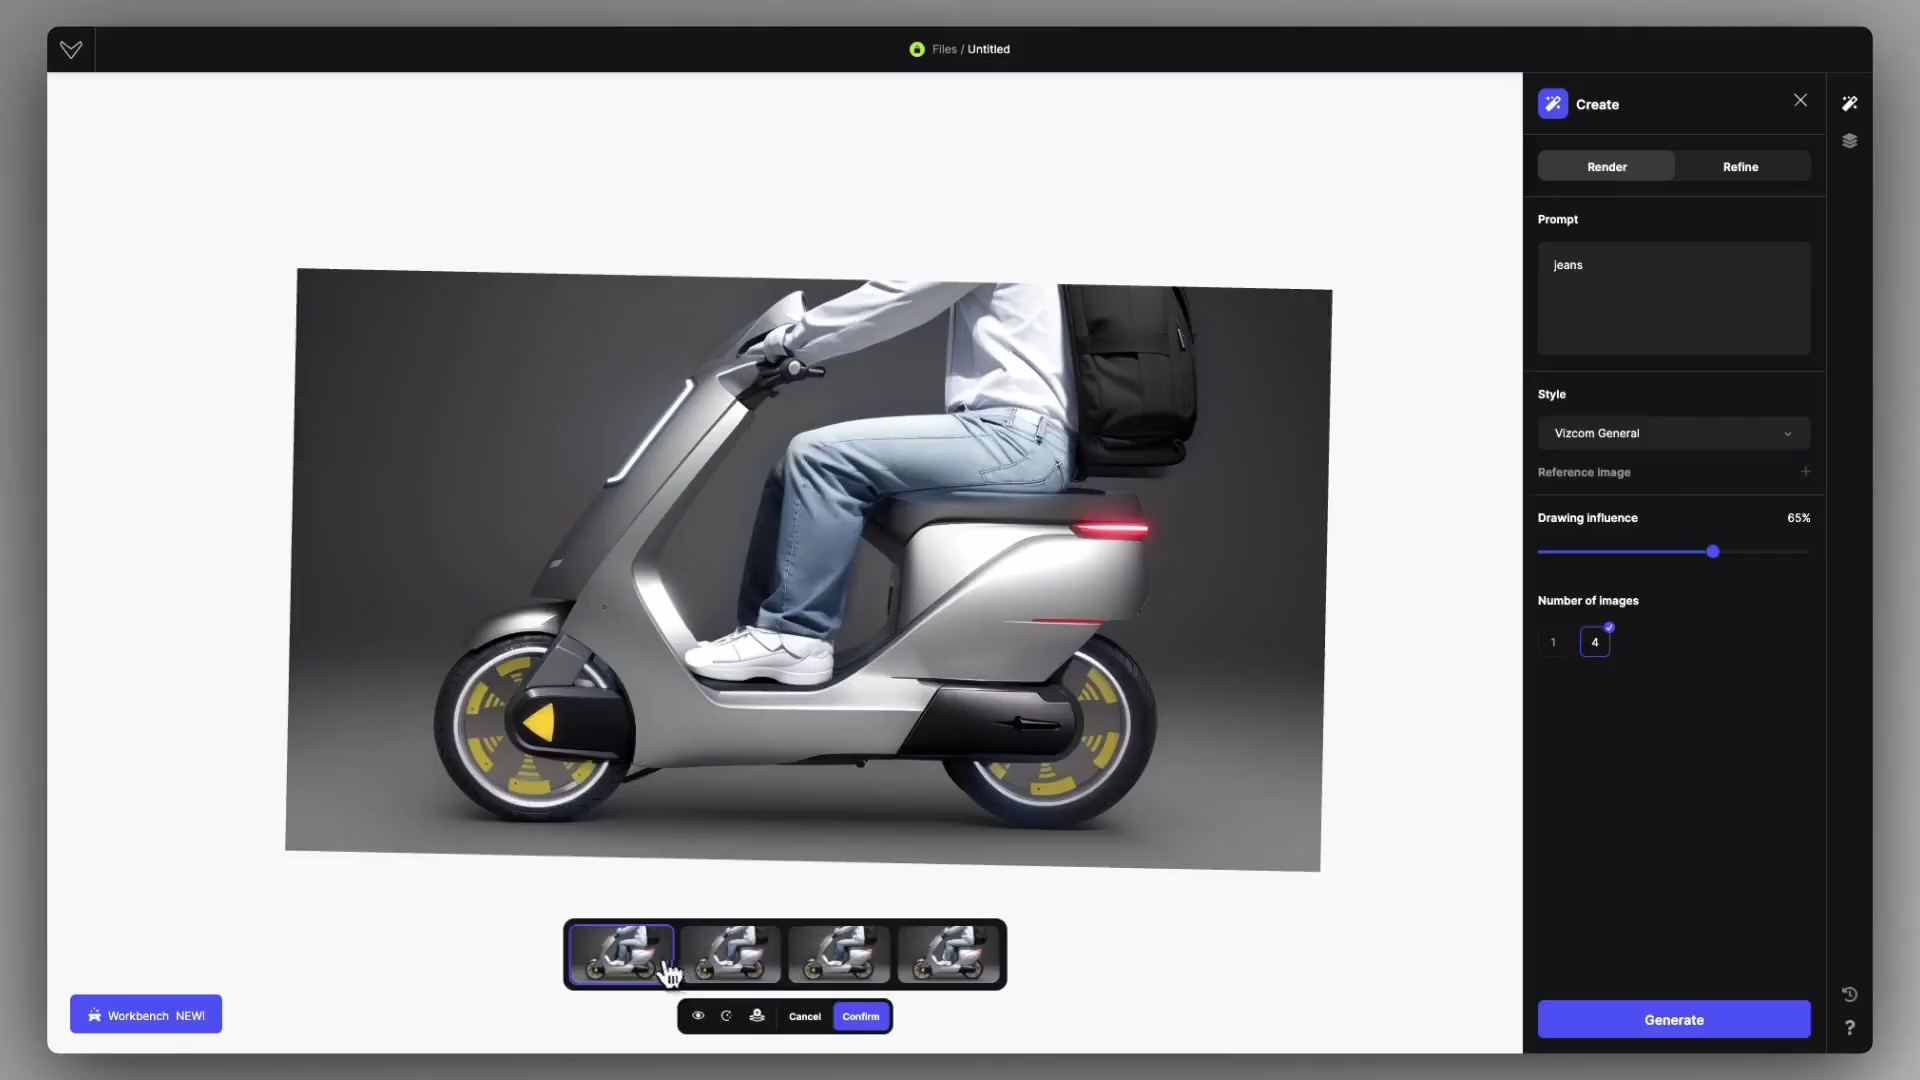 Files / Untitled
Create
Render
Refine
Prompt
jeans
Style
Vizcom General
Reference image
Drawing influence
65%
Number of images
1
4
Cancel
Confirm
Workbench NEW!
Generate
?